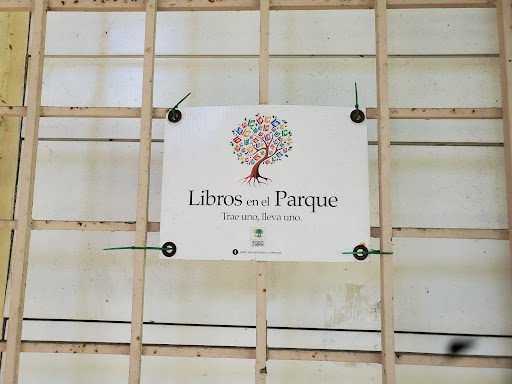 Libros en el Parque
Trae uno, lleva uno.